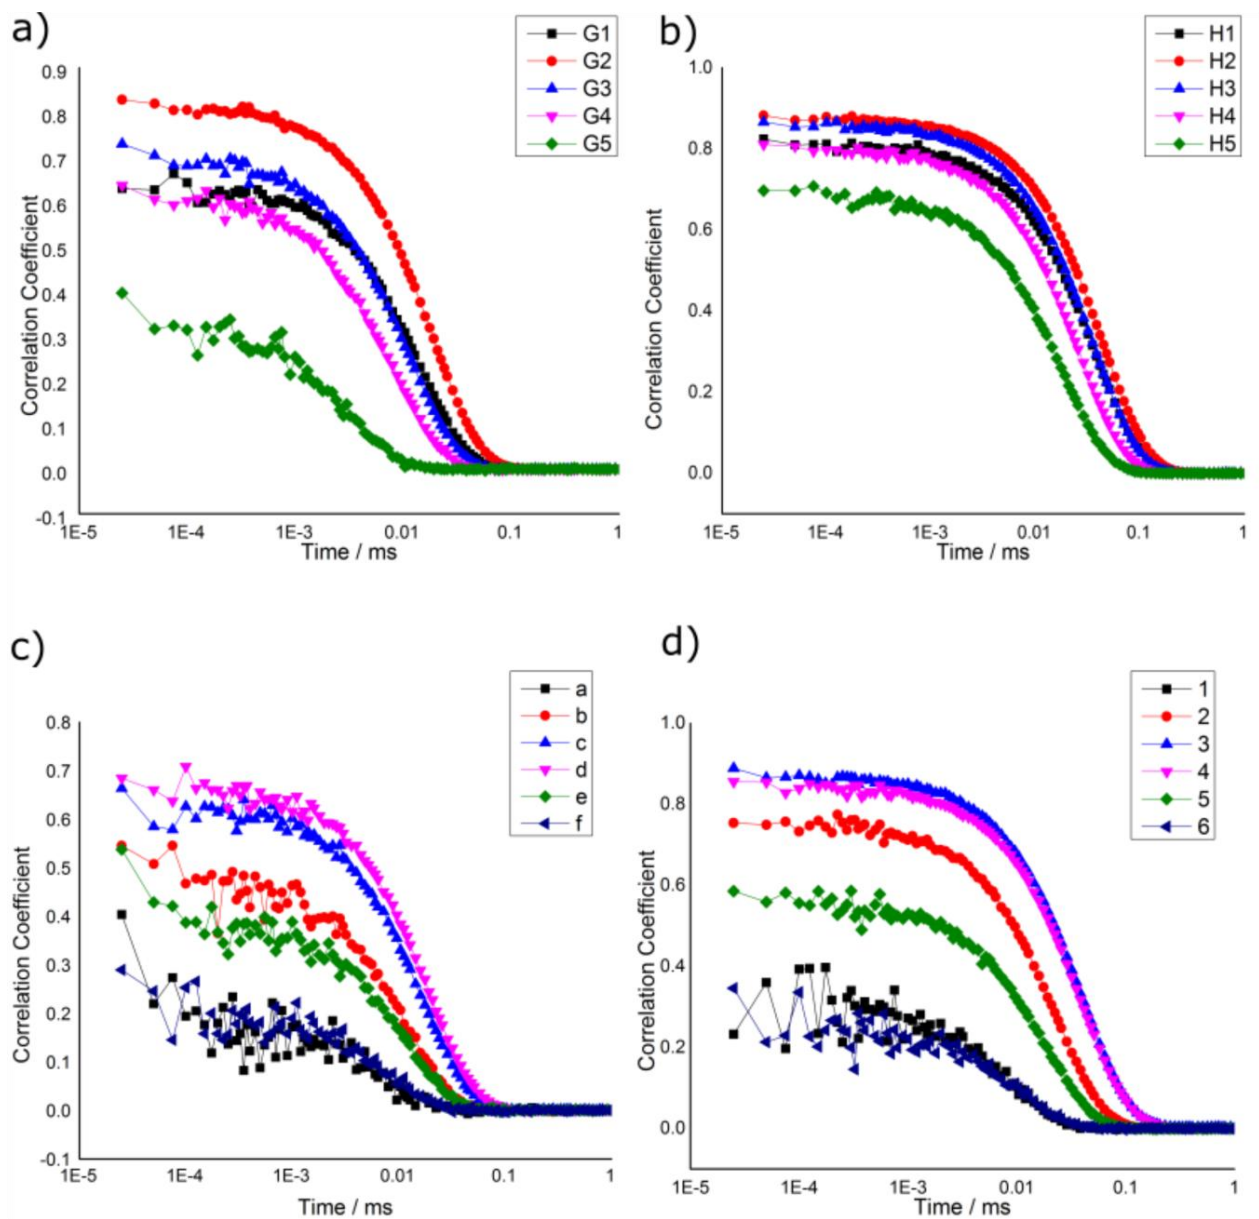 a)
G1
G2
G3
G4
G5
0.9
0.8
0.7
0.6
0.5
0.4
0.3
0.2
0.1
0.0
-0.1
Correlation Coefficient
1E-5 1E-4 1E-3 0.01 0.1 1
Time / ms
b)
H1
H2
H3
H4
H5
1.0
0.8
0.6
0.4
0.2
0.0
Correlation Coefficient
1E-5 1E-4 1E-3 0.01 0.1 1
Time / ms
c)
a
b
c
d
e
f
0.8
0.7
0.6
0.5
0.4
0.3
0.2
0.1
0.0
-0.1
Correlation Coefficient
1E-5 1E-4 1E-3 0.01 0.1 1
Time / ms
d)
1
2
3
4
5
6
1.0
0.8
0.6
0.4
0.2
0.0
Correlation Coefficient
1E-5 1E-4 1E-3 0.01 0.1 1
Time / ms